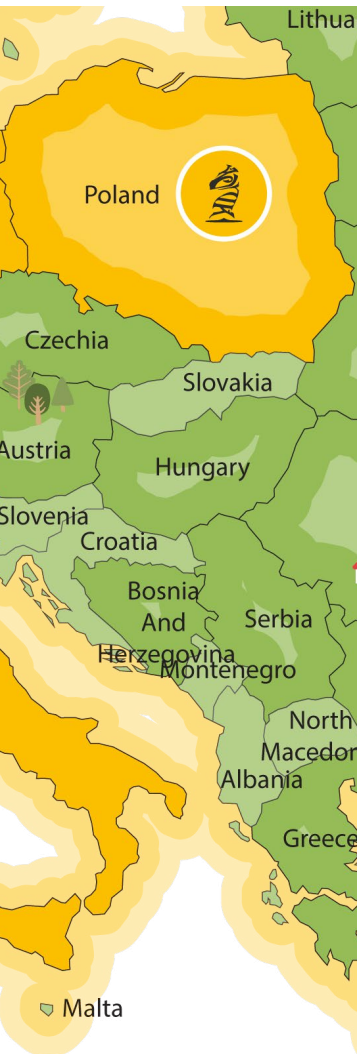 Lithua
Poland
Czechia
Slovakia
Austria
Hungary
Slovenia
Croatia
Bosnia
And
Herzegovina
Serbia
Montenegro
North
Macedon
Albania
Greece
Malta